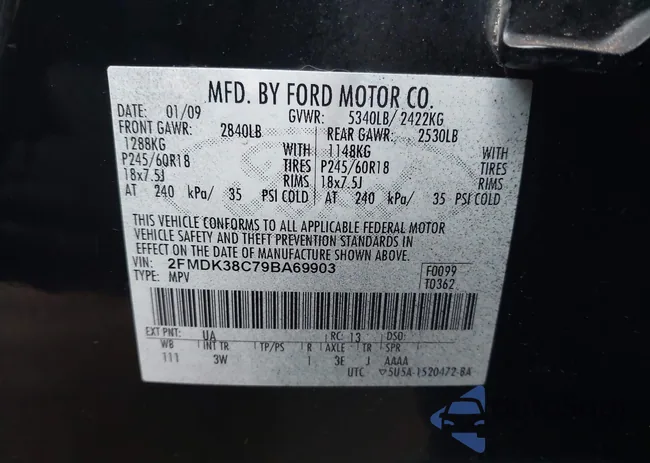 MFD. BY FORD MOTOR CO.
DATE: 01/09 GVWR: 5340LB/ 2422KG
FRONT GAWR: 2840LB REAR GAWR: 2530LB
1288KG WITH 1148KG WITH
P245/60R18 TIRES P245/60R18 TIRES
18x7.5J RIMS 18x7.5J RIMS
AT 240 kPa/ 35 PSI COLD AT 240 kPa/ 35 PSI COLD
THIS VEHICLE CONFORMS TO ALL APPLICABLE FEDERAL MOTOR
VEHICLE SAFETY AND THEFT PREVENTION STANDARDS IN
EFFECT ON THE DATE OF MANUFACTURE SHOWN ABOVE.
VIN: 2FMDK38C79BA69903 F0099
TYPE: MPV T0362
EXT PNT: UA RC: 13 DSO:
WB INT TR TP/PS R AXLE TR SPR
111 3W 1 3E J AAAA
UTC ▽5U5A-1520472-BA